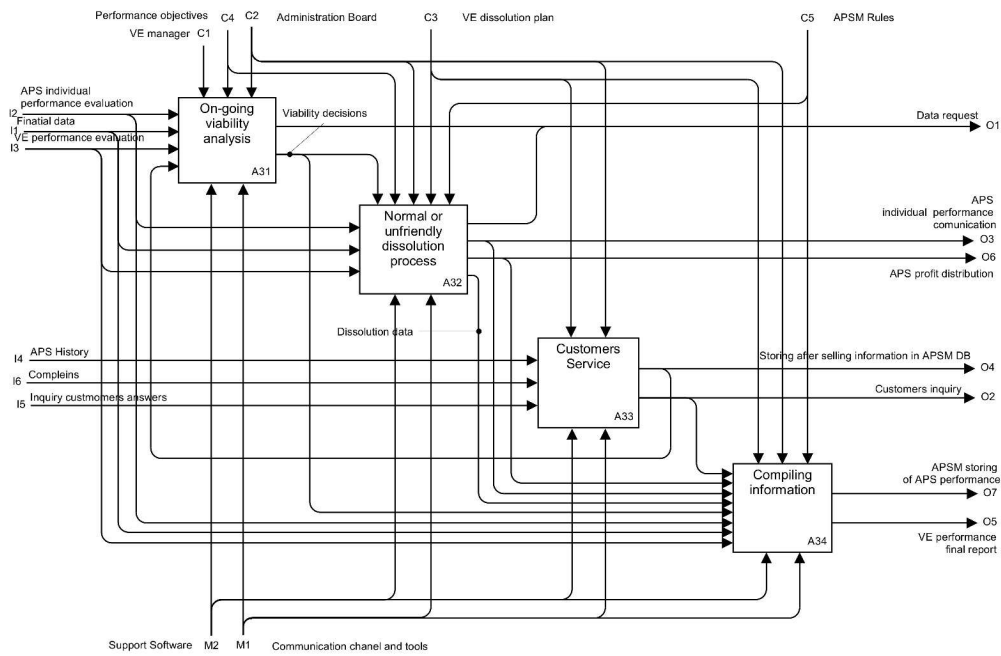 Performance objectives C4 C2 Administration Board C3 VE dissolution plan C5 APSM Rules
VE manager C1
APS individual
performance evaluation
I2
Finatial data
I1
VE performance evaluation
I3
On-going
viability
analysis
A31
Viability decisions
Data request
O1
Normal or
unfriendly
dissolution
process
A32
APS
individual performance
comunication
O3
O6
APS profit distribution
Dissolution data
I4 APS History
I6 Compleins
I5 Inquiry custmomers answers
Customers
Service
A33
Storing after selling information in APSM DB
O4
Customers inquiry
O2
Compiling
information
A34
APSM storing
of APS performance
O7
O5
VE performance
final report
Support Software M2 M1 Communication chanel and tools